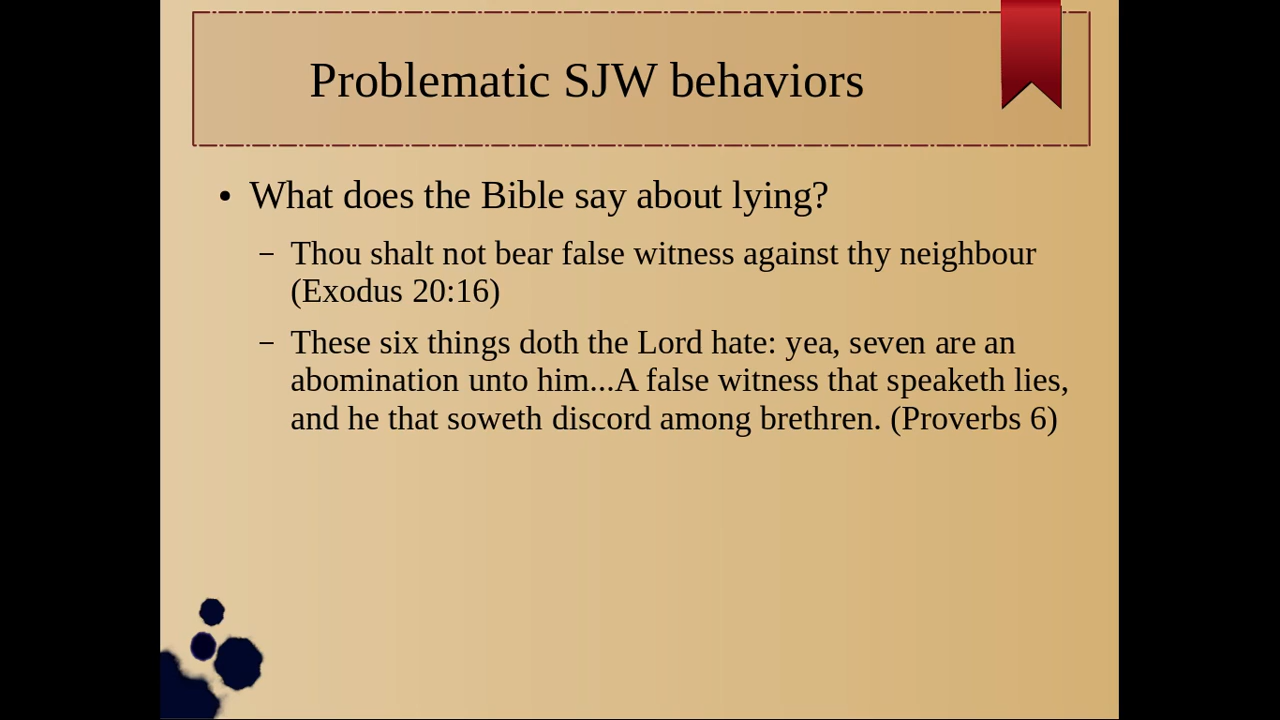 Problematic SJW behaviors
• What does the Bible say about lying?
– Thou shalt not bear false witness against thy neighbour
(Exodus 20:16)
– These six things doth the Lord hate: yea, seven are an
abomination unto him...A false witness that speaketh lies,
and he that soweth discord among brethren. (Proverbs 6)